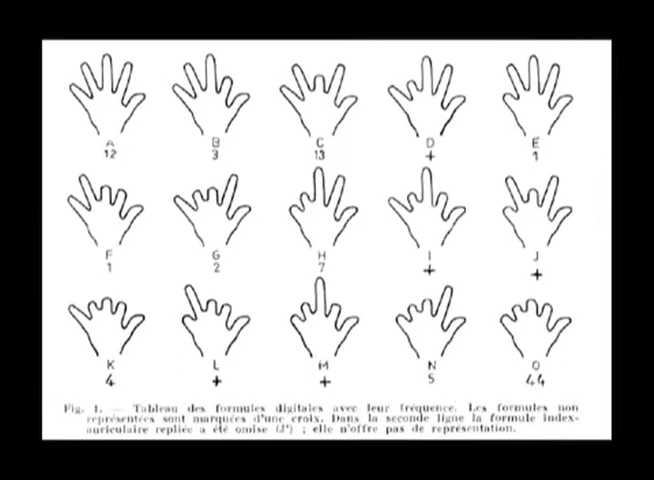 A B C D E
12 3 13 + 1
F G H I J
1 2 7 + +
K L M N O
4 + + 5 44
Fig. 1. — Tableau des formules digitales avec leur fréquence. Les formules non
représentées sont marquées d'une croix. Dans la seconde ligne la formule index-
auriculaire repliée a été omise (J') ; elle n'offre pas de représentation.